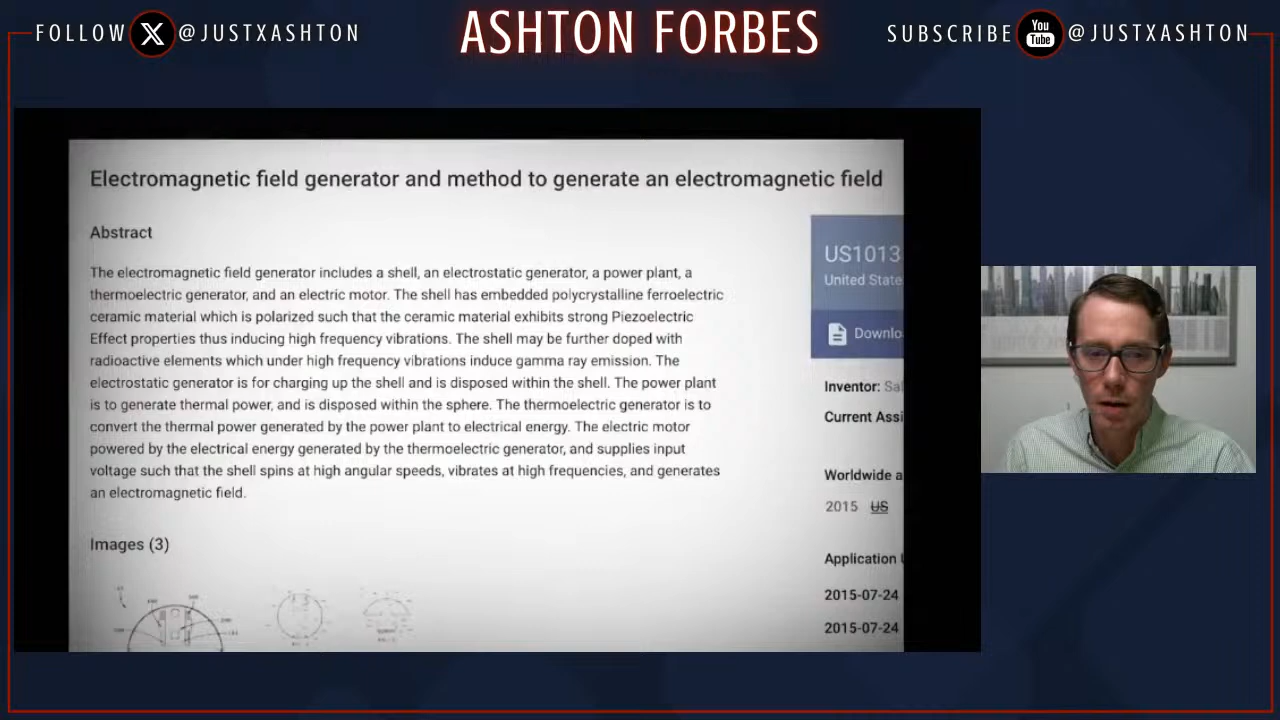 FOLLOW X @JUSTXASHTON
ASHTON FORBES
SUBSCRIBE YouTube @JUSTXASHTON
Electromagnetic field generator and method to generate an electromagnetic field
Abstract
The electromagnetic field generator includes a shell, an electrostatic generator, a power plant, a
thermoelectric generator, and an electric motor. The shell has embedded polycrystalline ferroelectric
ceramic material which is polarized such that the ceramic material exhibits strong Piezoelectric
Effect properties thus inducing high frequency vibrations. The shell may be further doped with
radioactive elements which under high frequency vibrations induce gamma ray emission. The
electrostatic generator is for charging up the shell and is disposed within the shell. The power plant
is to generate thermal power, and is disposed within the sphere. The thermoelectric generator is to
convert the thermal power generated by the power plant to electrical energy. The electric motor
powered by the electrical energy generated by the thermoelectric generator, and supplies input
voltage such that the shell spins at high angular speeds, vibrates at high frequencies, and generates
an electromagnetic field.
Images (3)
US1013
United State
Downlo
Inventor: Sal
Current Assi
Worldwide a
2015 US
Application
2015-07-24
2015-07-24